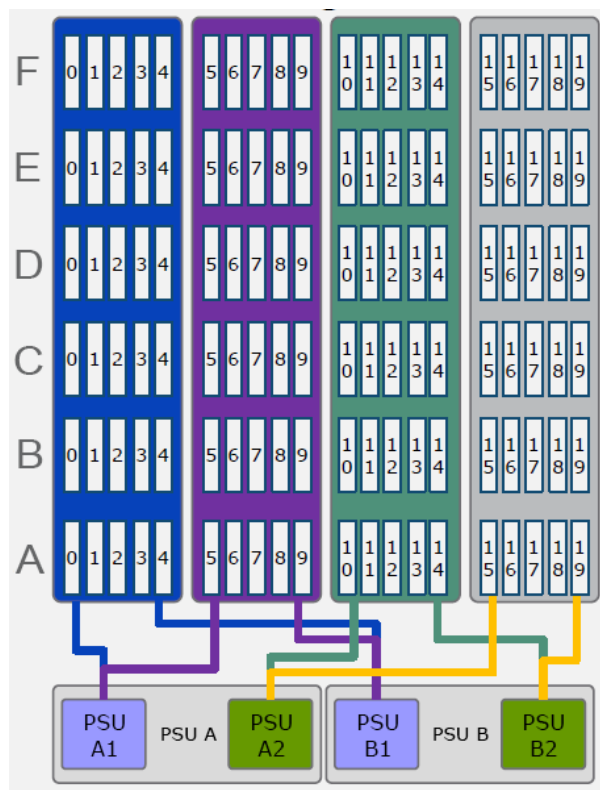 F 0 1 2 3 4 5 6 7 8 9 10 11 12 13 14 15 16 17 18 19
E 0 1 2 3 4 5 6 7 8 9 10 11 12 13 14 15 16 17 18 19
D 0 1 2 3 4 5 6 7 8 9 10 11 12 13 14 15 16 17 18 19
C 0 1 2 3 4 5 6 7 8 9 10 11 12 13 14 15 16 17 18 19
B 0 1 2 3 4 5 6 7 8 9 10 11 12 13 14 15 16 17 18 19
A 0 1 2 3 4 5 6 7 8 9 10 11 12 13 14 15 16 17 18 19
PSU
A1
PSU A
PSU
A2
PSU
B1
PSU B
PSU
B2